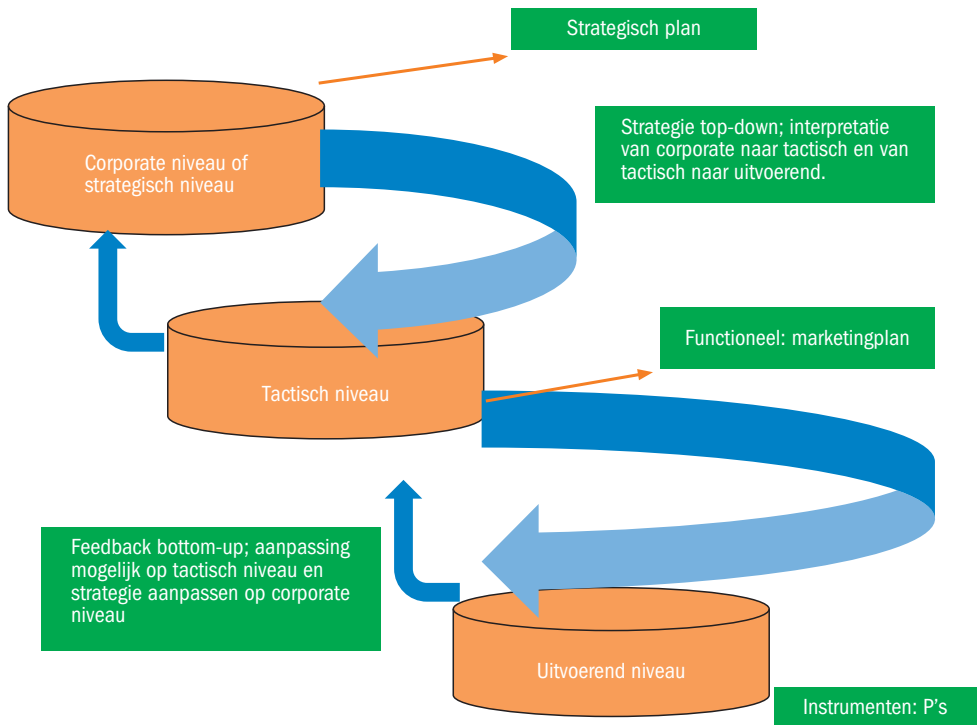 Strategisch plan
Corporate niveau of
strategisch niveau
Strategie top-down; interpretatie
van corporate naar tactisch en van
tactisch naar uitvoerend.
Functioneel: marketingplan
Tactisch niveau
Feedback bottom-up; aanpassing
mogelijk op tactisch niveau en
strategie aanpassen op corporate
niveau
Uitvoerend niveau
Instrumenten: P's